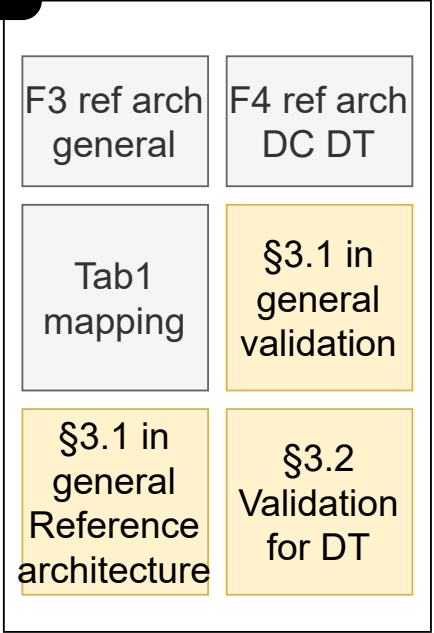 F3 ref arch
general
F4 ref arch
DC DT
Tab1
mapping
§3.1 in
general
validation
§3.1 in
general
Reference
architecture
§3.2
Validation
for DT